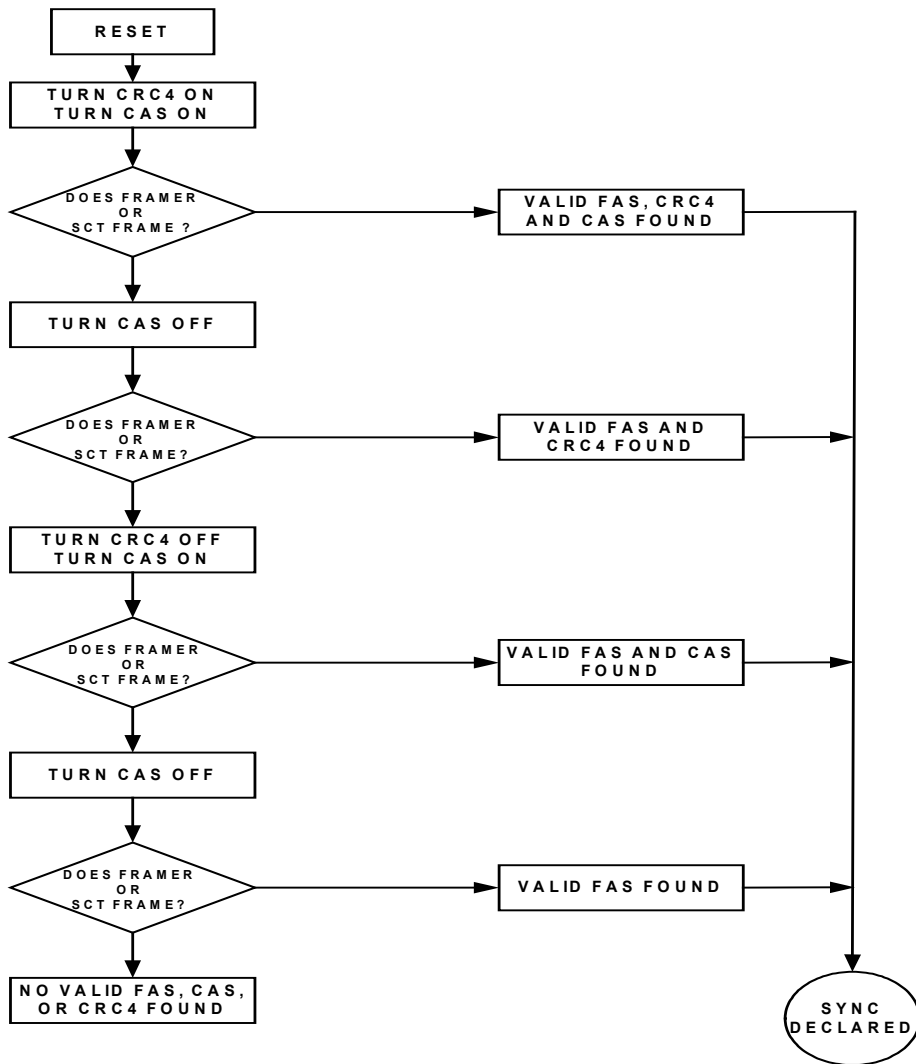 RESET
TURN CRC4 ON
TURN CAS ON
DOES FRAMER
OR
SCT FRAME ?
VALID FAS, CRC4
AND CAS FOUND
TURN CAS OFF
DOES FRAMER
OR
SCT FRAME?
VALID FAS AND
CRC4 FOUND
TURN CRC4 OFF
TURN CAS ON
DOES FRAMER
OR
SCT FRAME?
VALID FAS AND CAS
FOUND
TURN CAS OFF
DOES FRAMER
OR
SCT FRAME?
VALID FAS FOUND
NO VALID FAS, CAS,
OR CRC4 FOUND
SYNC
DECLARED